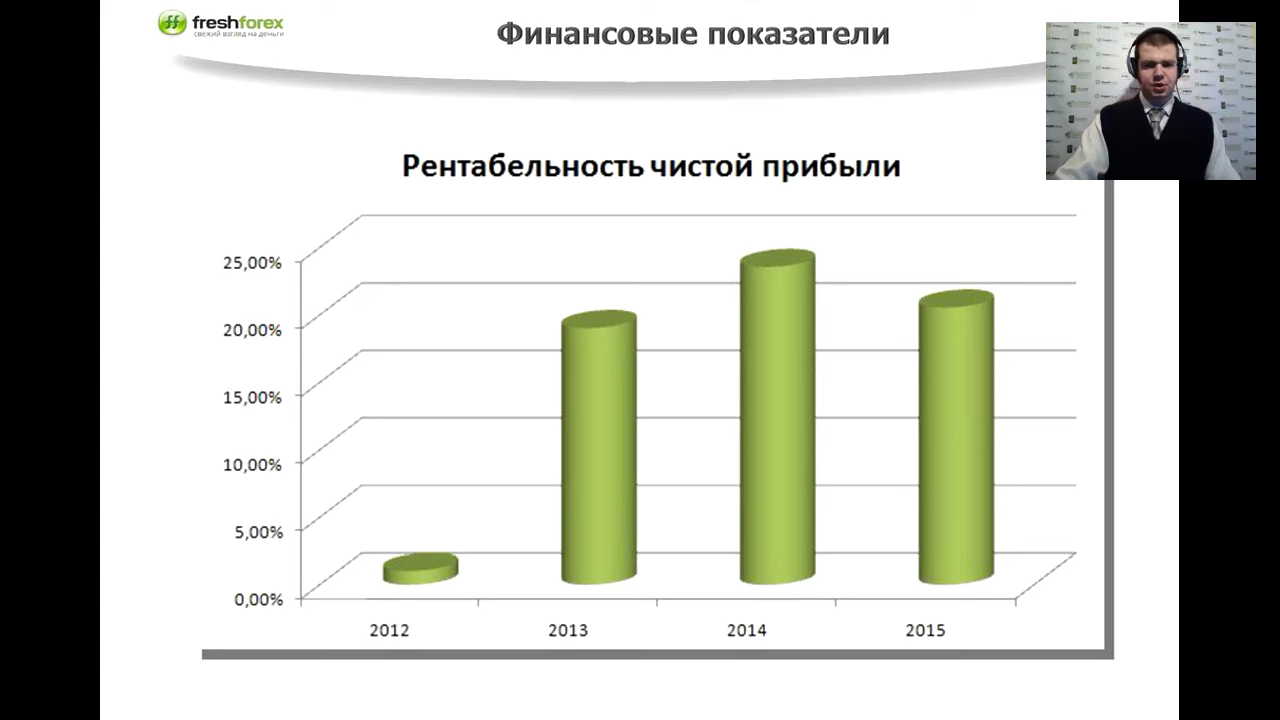 freshforex
свежий взгляд на деньги
Финансовые показатели
Рентабельность чистой прибыли
25,00%
20,00%
15,00%
10,00%
5,00%
0,00%
2012 2013 2014 2015